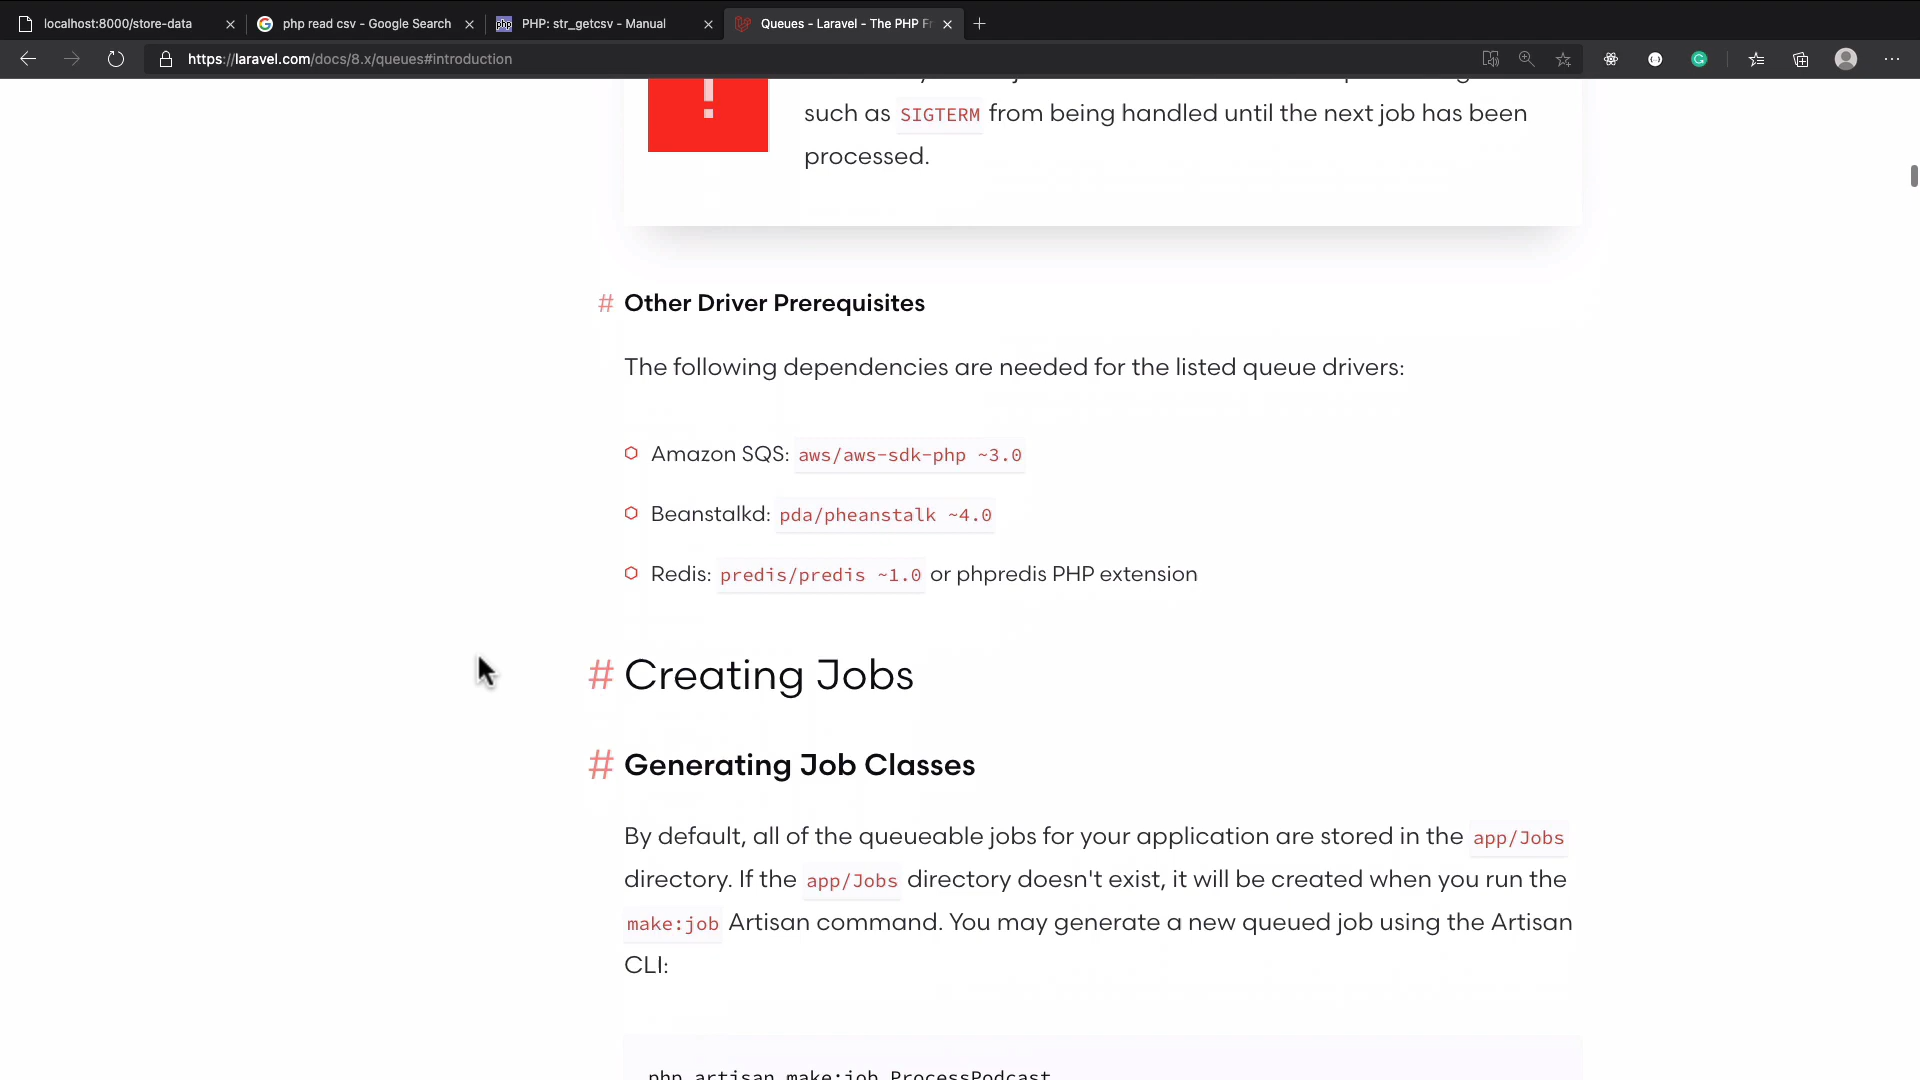 localhost:8000/store-data
php read csv - Google Search
php
PHP: str_getcsv - Manual
Queues - Laravel - The PHP Fr
https://laravel.com/docs/8.x/queues#introduction
such as SIGTERM from being handled until the next job has been
processed.
# Other Driver Prerequisites
The following dependencies are needed for the listed queue drivers:
Amazon SQS: aws/aws-sdk-php ~3.0
Beanstalkd: pda/pheanstalk ~4.0
Redis: predis/predis ~1.0 or phpredis PHP extension
# Creating Jobs
# Generating Job Classes
By default, all of the queueable jobs for your application are stored in the app/Jobs
directory. If the app/Jobs directory doesn't exist, it will be created when you run the
make:job Artisan command. You may generate a new queued job using the Artisan
CLI:
php artisan make:job ProcessPodcast